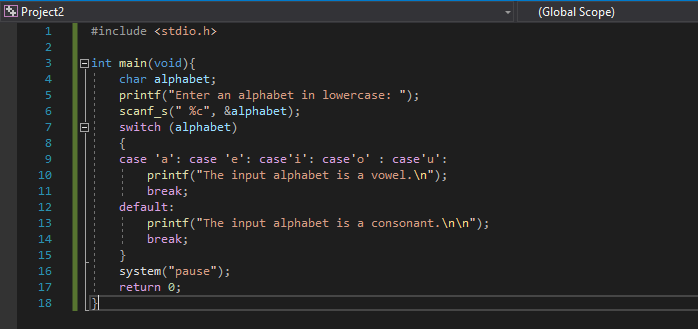 Project2 (Global Scope)
1 #include <stdio.h>
2
3 int main(void){
4 char alphabet;
5 printf("Enter an alphabet in lowercase: ");
6 scanf_s(" %c", &alphabet);
7 switch (alphabet)
8 {
9 case 'a': case 'e': case'i': case'o' : case'u':
10 printf("The input alphabet is a vowel.\n");
11 break;
12 default:
13 printf("The input alphabet is a consonant.\n\n");
14 break;
15 }
16 system("pause");
17 return 0;
18 }